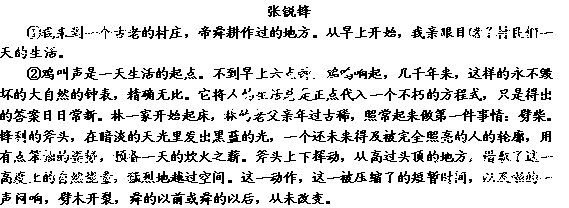 张锐锋
①我来到一个古老的村庄，帝舜耕作过的地方。从早上开始，我亲眼目睹了村民们一
天的生活。
②鸡叫声是一天生活的起点。不到早上六点钟，鸡鸣响起，几千年来，这样的永不毁
坏的大自然的钟表，精确无比。它将人的生活总是正点代入一个不朽的方程式，只是得出
的答案日日常新。林一家开始起床，林的老父亲年过古稀，照常起来做第一件事情：劈柴。
锋利的斧头，在暗淡的天光里发出黑蓝的光，一个还未来得及被完全照亮的人的轮廓，用
有点笨拙的姿势，预备一天的炊火之薪。斧头上下挥动，从高过头顶的地方，借取了这一
高度上的自然能量，猛烈地越过空间。这一动作，这一被压缩了的短暂时间，以及 的一
声闷响，劈木开裂，舜的以前或舜的以后，从未改变。